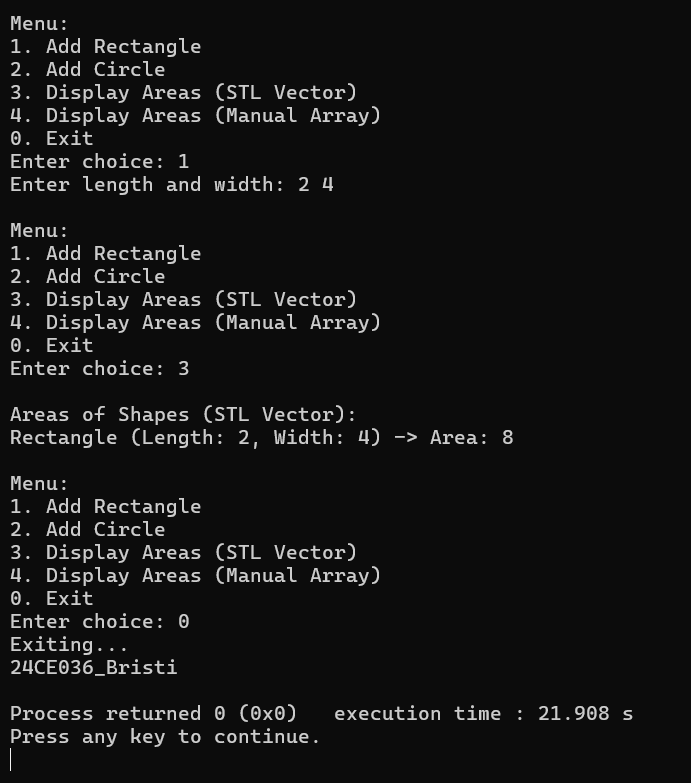 Menu:
1. Add Rectangle
2. Add Circle
3. Display Areas (STL Vector)
4. Display Areas (Manual Array)
0. Exit
Enter choice: 1
Enter length and width: 2 4
Menu:
1. Add Rectangle
2. Add Circle
3. Display Areas (STL Vector)
4. Display Areas (Manual Array)
0. Exit
Enter choice: 3
Areas of Shapes (STL Vector):
Rectangle (Length: 2, Width: 4) -> Area: 8
Menu:
1. Add Rectangle
2. Add Circle
3. Display Areas (STL Vector)
4. Display Areas (Manual Array)
0. Exit
Enter choice: 0
Exiting...
24CE036_Bristi
Process returned 0 (0x0)   execution time : 21.908 s
Press any key to continue.